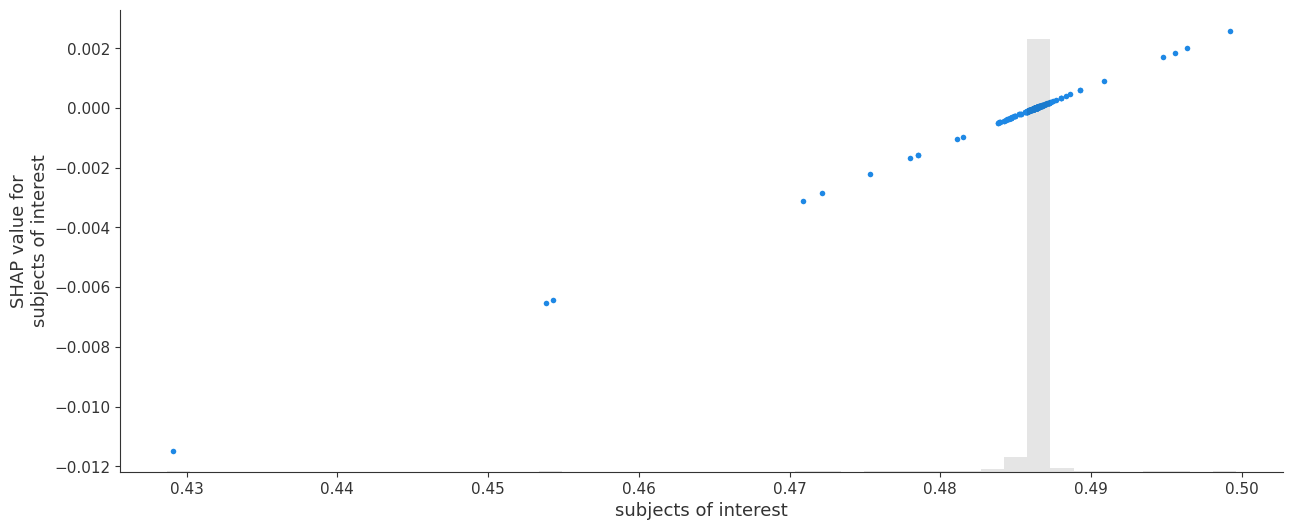 0.002
0.000
−0.002
−0.004
−0.006
−0.008
−0.010
−0.012
SHAP value for
subjects of interest
0.43 0.44 0.45 0.46 0.47 0.48 0.49 0.50
subjects of interest